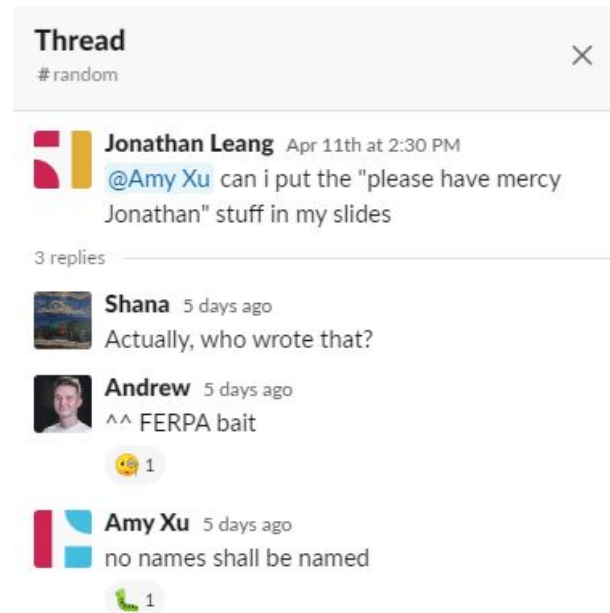 Thread
# random
Jonathan Leang Apr 11th at 2:30 PM
@Amy Xu can i put the "please have mercy
Jonathan" stuff in my slides
3 replies
Shana 5 days ago
Actually, who wrote that?
Andrew 5 days ago
^^ FERPA bait
1
Amy Xu 5 days ago
no names shall be named
1